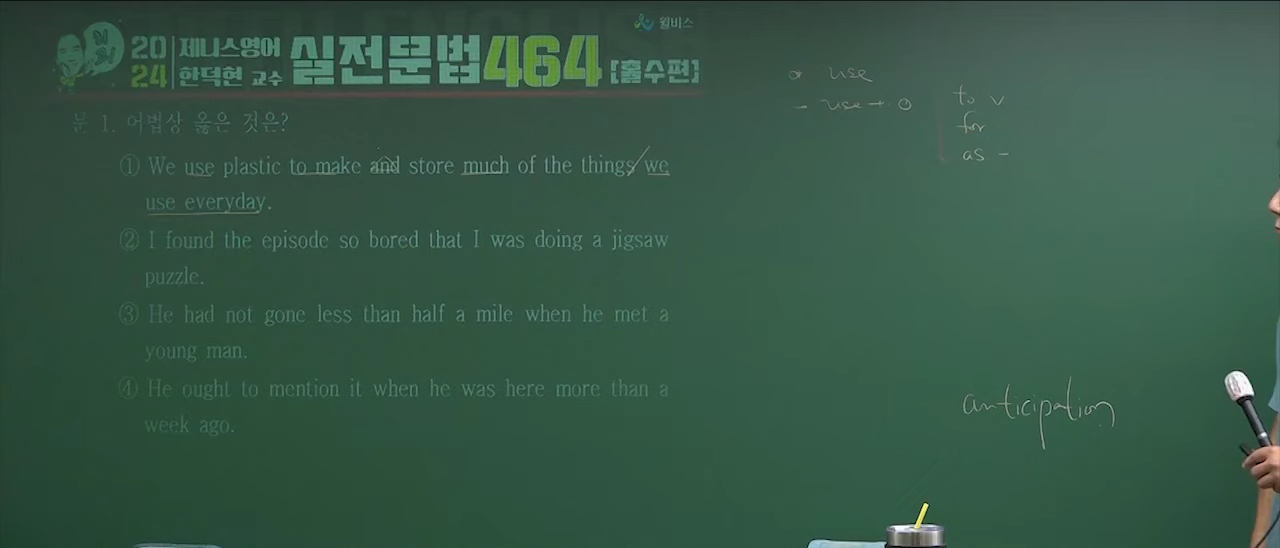 윌비스
2024 제니스영어 한덕현 교수 실전문법464[홀수편]
문 1. 어법상 옳은 것은?
① We use plastic to make and store much of the things we
use everyday.
② I found the episode so bored that I was doing a jigsaw
puzzle.
③ He had not gone less than half a mile when he met a
young man.
④ He ought to mention it when he was here more than a
week ago.
use
- use + O to v
for
as -
anticipation